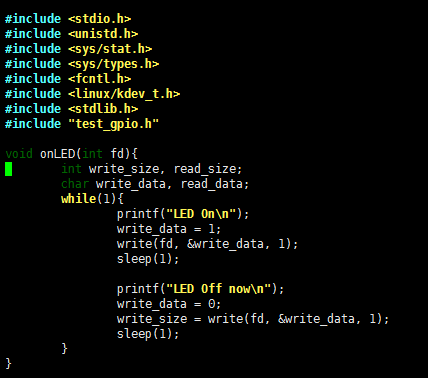 #include <stdio.h>
#include <unistd.h>
#include <sys/stat.h>
#include <sys/types.h>
#include <fcntl.h>
#include <linux/kdev_t.h>
#include <stdlib.h>
#include "test_gpio.h"

void onLED(int fd){
        int write_size, read_size;
        char write_data, read_data;
        while(1){
                printf("LED On\n");
                write_data = 1;
                write(fd, &write_data, 1);
                sleep(1);

                printf("LED Off now\n");
                write_data = 0;
                write_size = write(fd, &write_data, 1);
                sleep(1);
        }
}